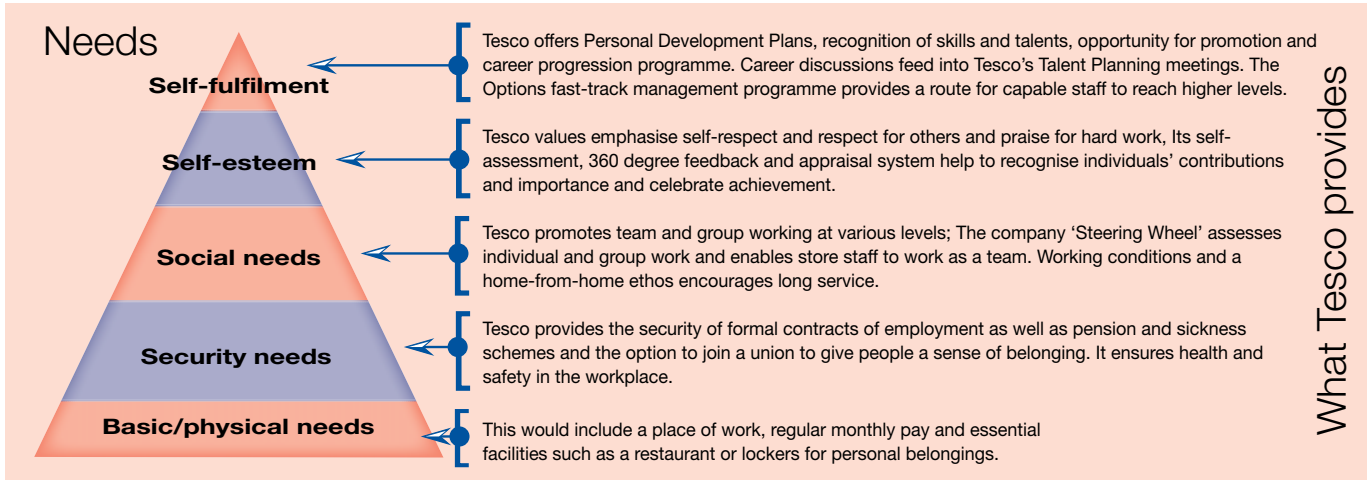 Needs
Self-fulfilment
Tesco offers Personal Development Plans, recognition of skills and talents, opportunity for promotion and
career progression programme. Career discussions feed into Tesco's Talent Planning meetings. The
Options fast-track management programme provides a route for capable staff to reach higher levels.
Self-esteem
Tesco values emphasise self-respect and respect for others and praise for hard work, Its self-
assessment, 360 degree feedback and appraisal system help to recognise individuals' contributions
and importance and celebrate achievement.
Social needs
Tesco promotes team and group working at various levels; The company 'Steering Wheel' assesses
individual and group work and enables store staff to work as a team. Working conditions and a
home-from-home ethos encourages long service.
Security needs
Tesco provides the security of formal contracts of employment as well as pension and sickness
schemes and the option to join a union to give people a sense of belonging. It ensures health and
safety in the workplace.
Basic/physical needs
This would include a place of work, regular monthly pay and essential
facilities such as a restaurant or lockers for personal belongings.
What Tesco provides